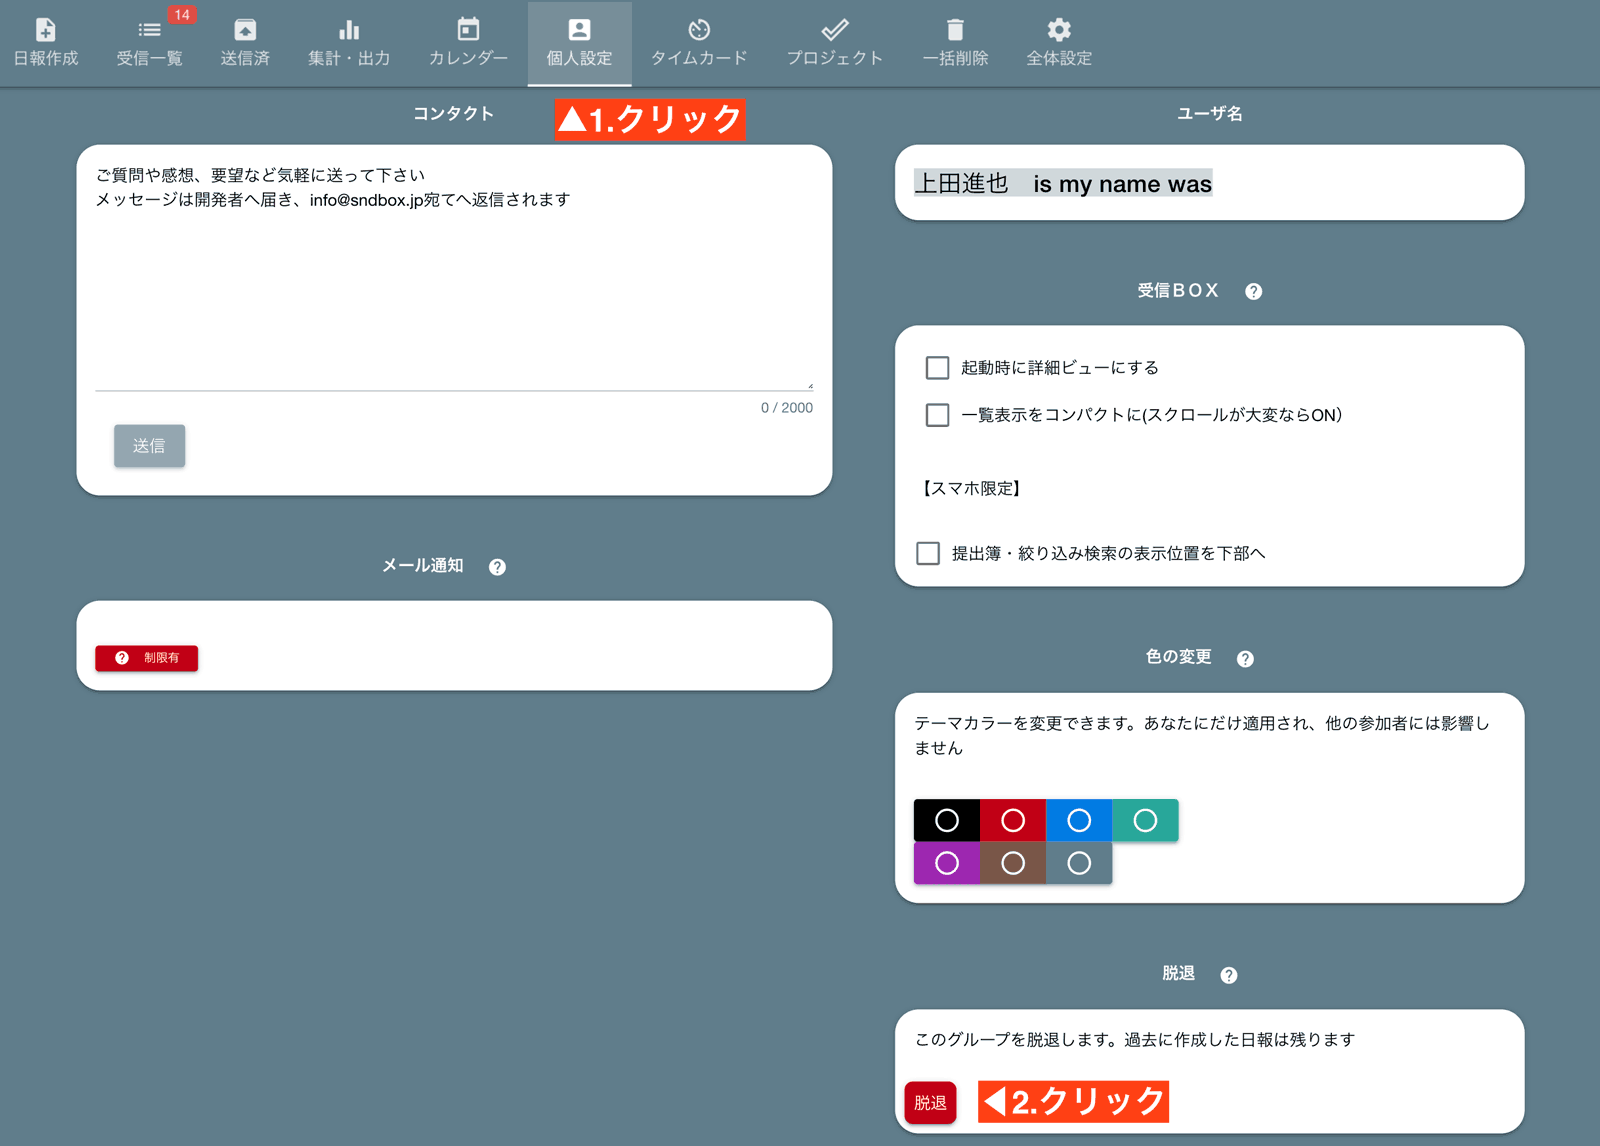 日報作成
受信一覧
14
送信済
集計・出力
カレンダー
個人設定
タイムカード
プロジェクト
一括削除
全体設定
▲1.クリック
コンタクト
ご質問や感想、要望など気軽に送って下さい
メッセージは開発者へ届き、info@sndbox.jp宛てへ返信されます
0 / 2000
送信
メール通知
制限有
ユーザ名
上田進也　is my name was
受信ＢＯＸ
起動時に詳細ビューにする
一覧表示をコンパクトに(スクロールが大変ならON）
【スマホ限定】
提出簿・絞り込み検索の表示位置を下部へ
色の変更
テーマカラーを変更できます。あなたにだけ適用され、他の参加者には影響し
ません
脱退
このグループを脱退します。過去に作成した日報は残ります
脱退
◀2.クリック